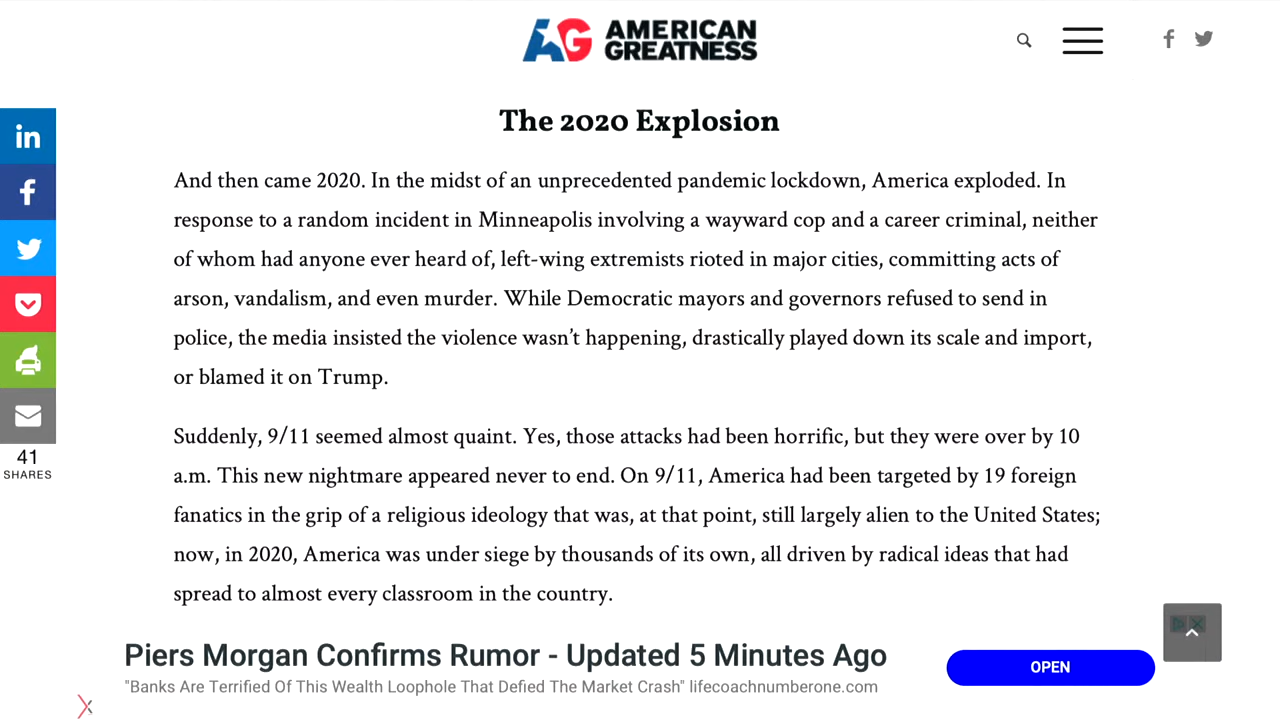 AG AMERICAN
GREATNESS
in
f
f
The 2020 Explosion
And then came 2020. In the midst of an unprecedented pandemic lockdown, America exploded. In
response to a random incident in Minneapolis involving a wayward cop and a career criminal, neither
of whom had anyone ever heard of, left-wing extremists rioted in major cities, committing acts of
arson, vandalism, and even murder. While Democratic mayors and governors refused to send in
police, the media insisted the violence wasn’t happening, drastically played down its scale and import,
or blamed it on Trump.
41
SHARES
Suddenly, 9/11 seemed almost quaint. Yes, those attacks had been horrific, but they were over by 10
a.m. This new nightmare appeared never to end. On 9/11, America had been targeted by 19 foreign
fanatics in the grip of a religious ideology that was, at that point, still largely alien to the United States;
now, in 2020, America was under siege by thousands of its own, all driven by radical ideas that had
spread to almost every classroom in the country.
Piers Morgan Confirms Rumor - Updated 5 Minutes Ago
"Banks Are Terrified Of This Wealth Loophole That Defied The Market Crash" lifecoachnumberone.com
OPEN